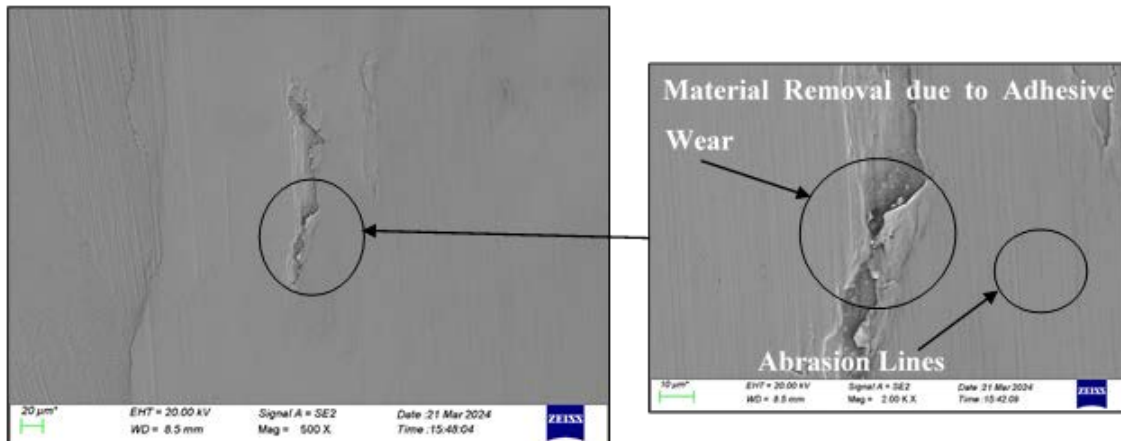 20 µm*
EHT = 20.00 kV
Signal A = SE2
Date :21 Mar 2024
WD = 8.5 mm
Mag = 500 X
Time :15:48:04
ZEISS
Material Removal due to Adhesive
Wear
Abrasion Lines
10 µm*
EHT = 20.00 kV
Signal A = SE2
Date :21 Mar 2024
WD = 8.5 mm
Mag = 2.00 K X
Time :15:42:09
ZEISS